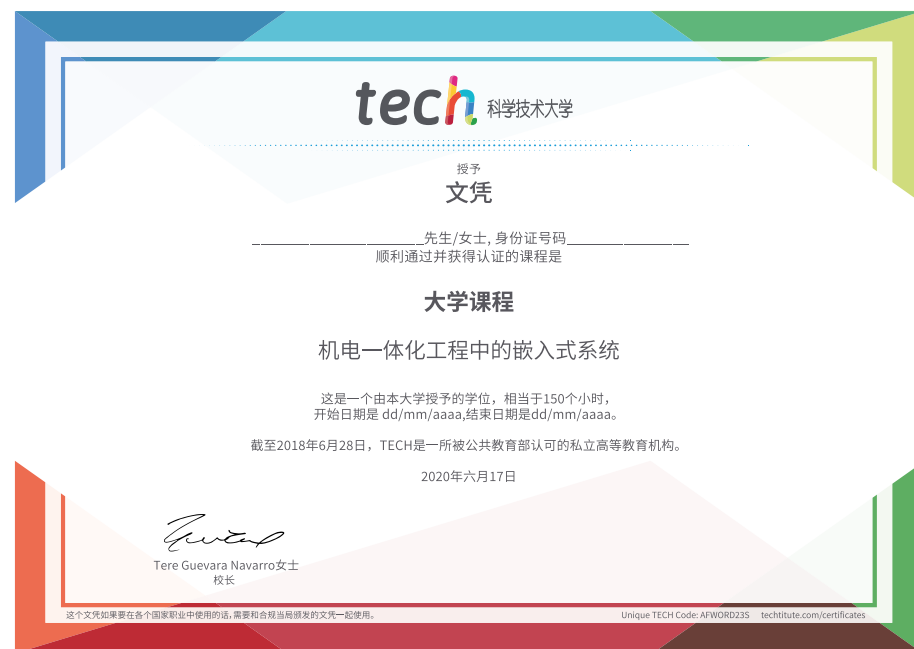 tech 科学技术大学
授予
文凭
先生/女士, 身份证号码
顺利通过并获得认证的课程是
大学课程
机电一体化工程中的嵌入式系统
这是一个由本大学授予的学位，相当于150个小时，
开始日期是 dd/mm/aaaa,结束日期是dd/mm/aaaa。
截至2018年6月28日，TECH是一所被公共教育部认可的私立高等教育机构。
2020年六月17日
Tere Guevara Navarro女士
校长
这个文凭如果要在各个国家职业中使用的话,需要和合规当局颁发的文凭一起使用。
Unique TECH Code: AFWORD23S techtitute.com/certificates